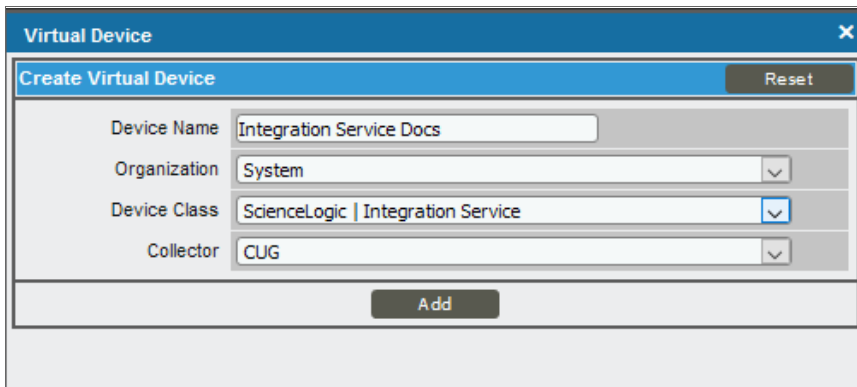 Virtual Device
Create Virtual Device Reset
Device Name Integration Service Docs
Organization System
Device Class ScienceLogic | Integration Service
Collector CUG
Add